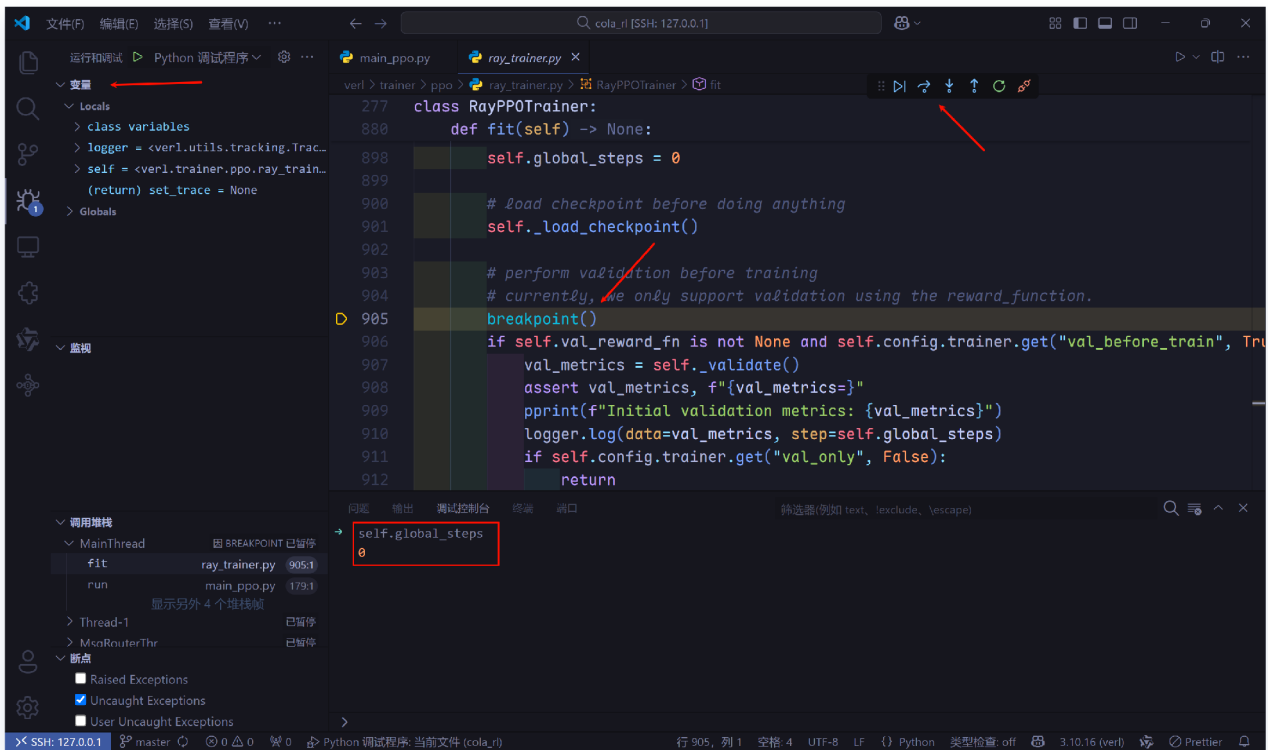 文件(F) 编辑(E) 选择(S) 查看(V) ··· cola_rl [SSH: 127.0.0.1]
运行和调试 Python 调试程序 ··· main_ppo.py ray_trainer.py ···
变量
Locals
class variables
logger = <verl.utils.tracking.Trac…
self = <verl.trainer.ppo.ray_train…
(return) set_trace = None
Globals
监视
调用堆栈
MainThread 因 BREAKPOINT 已暂停
fit ray_trainer.py 905:1
run main_ppo.py 179:1
显示另外 4 个堆栈帧
Thread-1 已暂停
MsgRouterThr 已暂停
断点
Raised Exceptions
Uncaught Exceptions
User Uncaught Exceptions
verl > trainer > ppo > ray_trainer.py > RayPPOTrainer > fit
277 class RayPPOTrainer:
880 def fit(self) -> None:
898 self.global_steps = 0
899
900 # load checkpoint before doing anything
901 self._load_checkpoint()
902
903 # perform validation before training
904 # currently, we only support validation using the reward_function.
905 breakpoint()
906 if self.val_reward_fn is not None and self.config.trainer.get("val_before_train", Tru
907 val_metrics = self._validate()
908 assert val_metrics, f"{val_metrics=}"
909 pprint(f"Initial validation metrics: {val_metrics}")
910 logger.log(data=val_metrics, step=self.global_steps)
911 if self.config.trainer.get("val_only", False):
912 return
问题 输出 调试控制台 终端 端口 筛选器(例如 text、!exclude、\escape)
self.global_steps
0
1
SSH: 127.0.0.1 master 0 0 0 Python 调试程序: 当前文件 (cola_rl) 行 905，列 1 空格: 4 UTF-8 LF {} Python 类型检查: off 3.10.16 (verl) Prettier